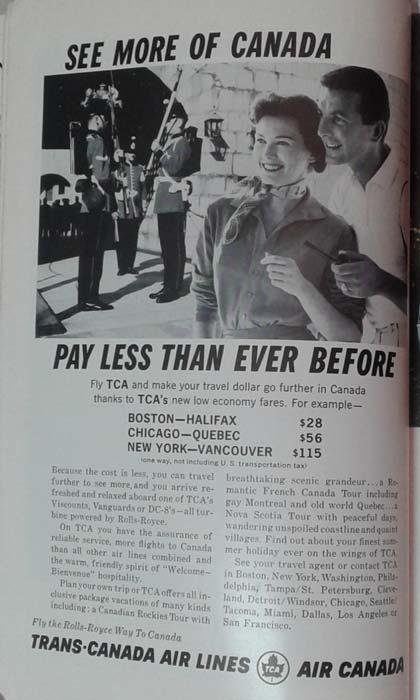 SEE MORE OF CANADA
PAY LESS THAN EVER BEFORE
Fly TCA and make your travel dollar go further in Canada
thanks to TCA's new low economy fares. For example—
BOSTON—HALIFAX $28
CHICAGO—QUEBEC $56
NEW YORK—VANCOUVER $115
(one way, not including U. S. transportation tax)
Because the cost is less, you can travel
further to see more, and you arrive re-
freshed and relaxed aboard one of TCA's
Viscounts, Vanguards or DC-8's—all tur-
bine powered by Rolls-Royce.
On TCA you have the assurance of
reliable service, more flights to Canada
than all other air lines combined and
the warm, friendly spirit of "Welcome—
Bienvenue" hospitality.
Plan your own trip or TCA offers all in-
clusive package vacations of many kinds
including: a Canadian Rockies Tour with
breathtaking scenic grandeur...a Ro-
mantic French Canada Tour including
gay Montreal and old world Quebec...a
Nova Scotia Tour with peaceful days,
wandering unspoiled coastline and quaint
villages. Find out about your finest sum-
mer holiday ever on the wings of TCA.
See your travel agent or contact TCA
in Boston, New York, Washington, Phila-
delphia, Tampa/St. Petersburg, Cleve-
land, Detroit/Windsor, Chicago, Seattle/
Tacoma, Miami, Dallas, Los Angeles or
San Francisco.
Fly the Rolls-Royce Way To Canada
TRANS-CANADA AIR LINES TCA AIR CANADA